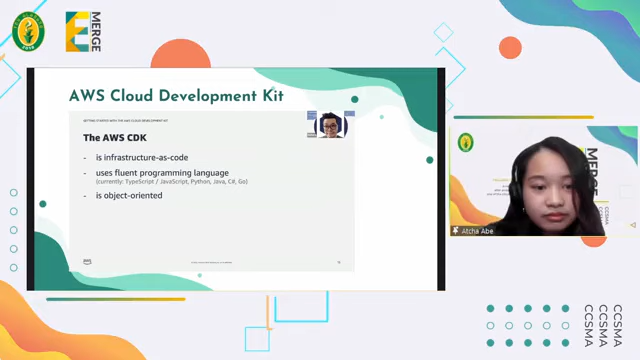 E MERGE
AWS Cloud Development Kit
GETTING STARTED WITH THE AWS CLOUD DEVELOPMENT KIT
The AWS CDK
- is infrastructure-as-code
- uses fluent programming language
(currently: TypeScript / JavaScript, Python, Java, C#, Go)
- is object-oriented
aws
MERGE
CCSMA
Atcha Abe
CCSMA
CCSMA
CCSMA